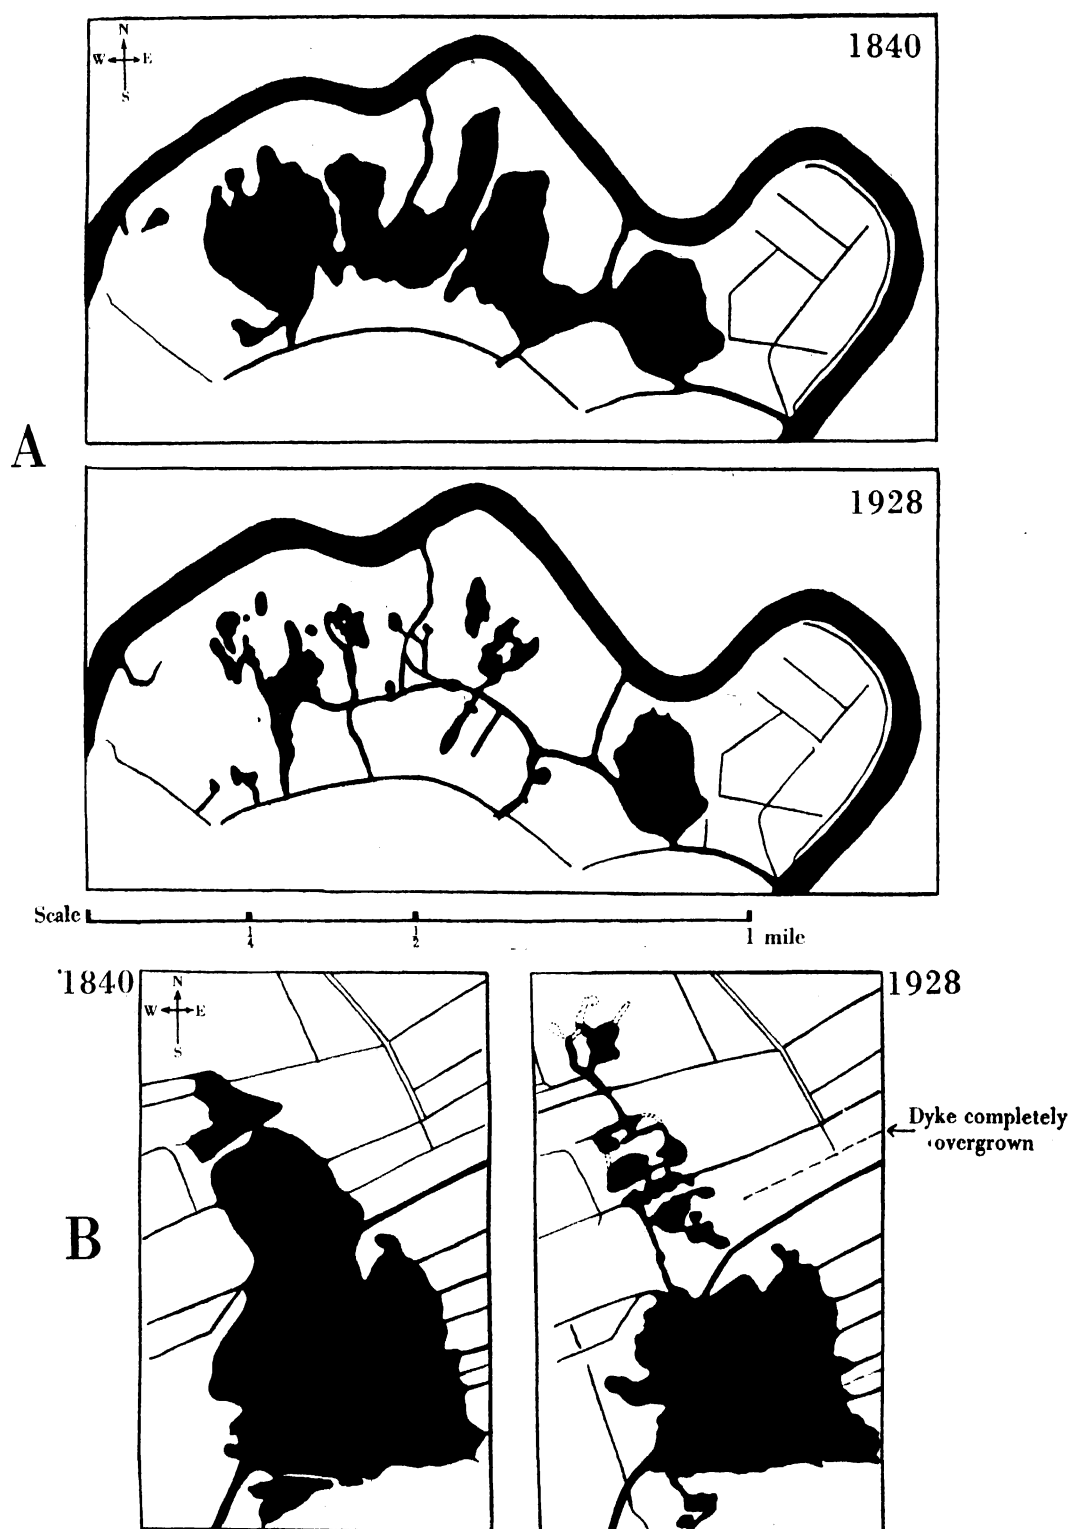 N
W E
S
1840
A
1928
Scale
1/4 1/2 1 mile
1840
N
W E
S
1928
Dyke completely
overgrown
B